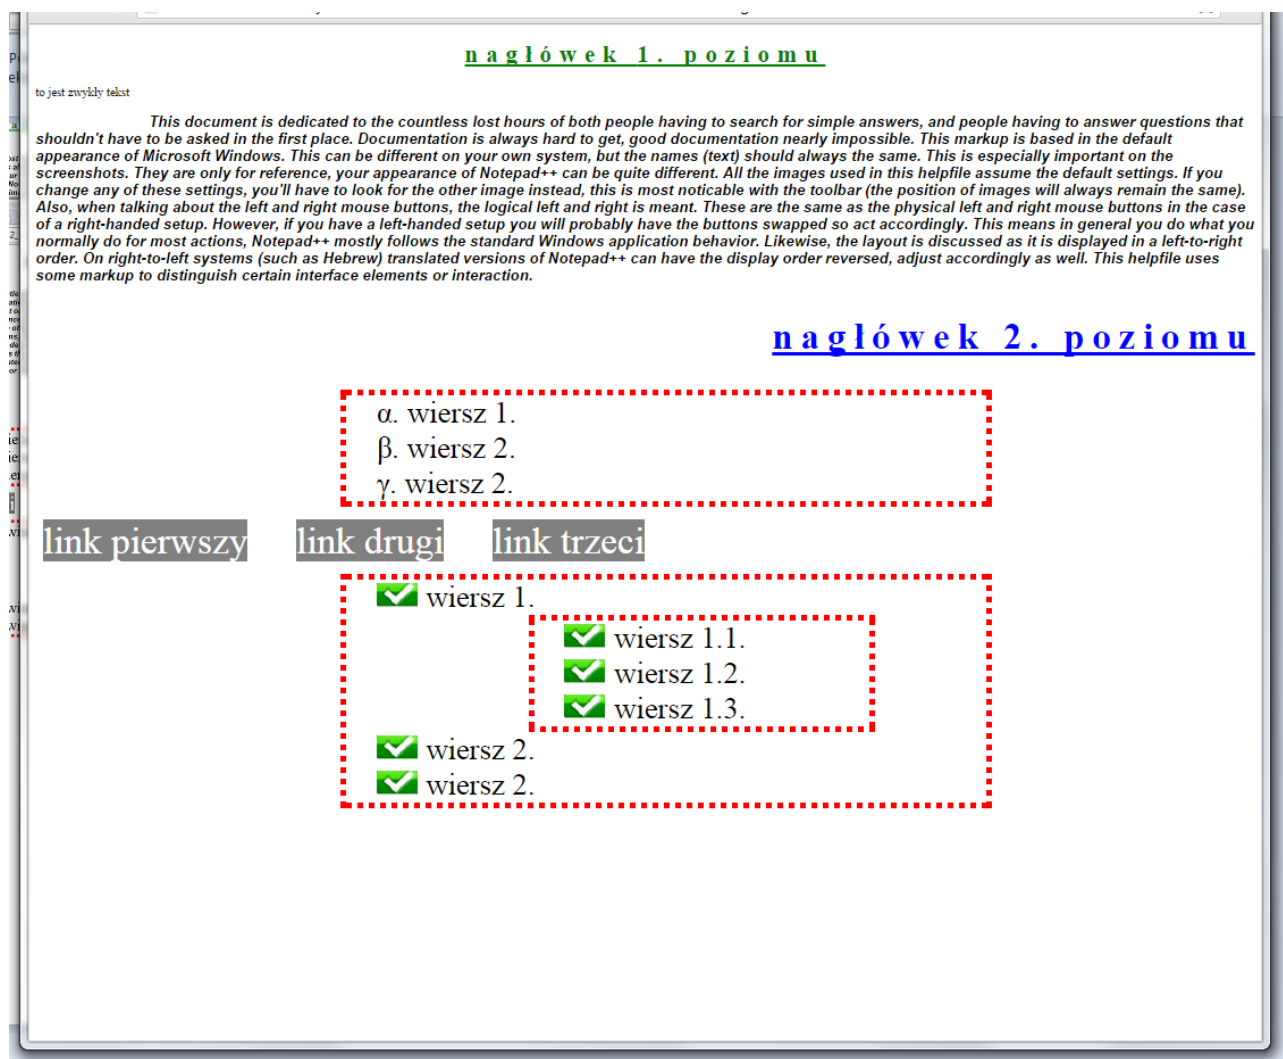 nagłówek 1. poziomu
to jest zwykły tekst
This document is dedicated to the countless lost hours of both people having to search for simple answers, and people having to answer questions that
shouldn't have to be asked in the first place. Documentation is always hard to get, good documentation nearly impossible. This markup is based in the default
appearance of Microsoft Windows. This can be different on your own system, but the names (text) should always the same. This is especially important on the
screenshots. They are only for reference, your appearance of Notepad++ can be quite different. All the images used in this helpfile assume the default settings. If you
change any of these settings, you'll have to look for the other image instead, this is most noticable with the toolbar (the position of images will always remain the same).
Also, when talking about the left and right mouse buttons, the logical left and right is meant. These are the same as the physical left and right mouse buttons in the case
of a right-handed setup. However, if you have a left-handed setup you will probably have the buttons swapped so act accordingly. This means in general you do what you
normally do for most actions, Notepad++ mostly follows the standard Windows application behavior. Likewise, the layout is discussed as it is displayed in a left-to-right
order. On right-to-left systems (such as Hebrew) translated versions of Notepad++ can have the display order reversed, adjust accordingly as well. This helpfile uses
some markup to distinguish certain interface elements or interaction.
nagłówek 2. poziomu
α. wiersz 1.
β. wiersz 2.
γ. wiersz 2.
link pierwszy link drugi link trzeci
wiersz 1.
wiersz 1.1.
wiersz 1.2.
wiersz 1.3.
wiersz 2.
wiersz 2.